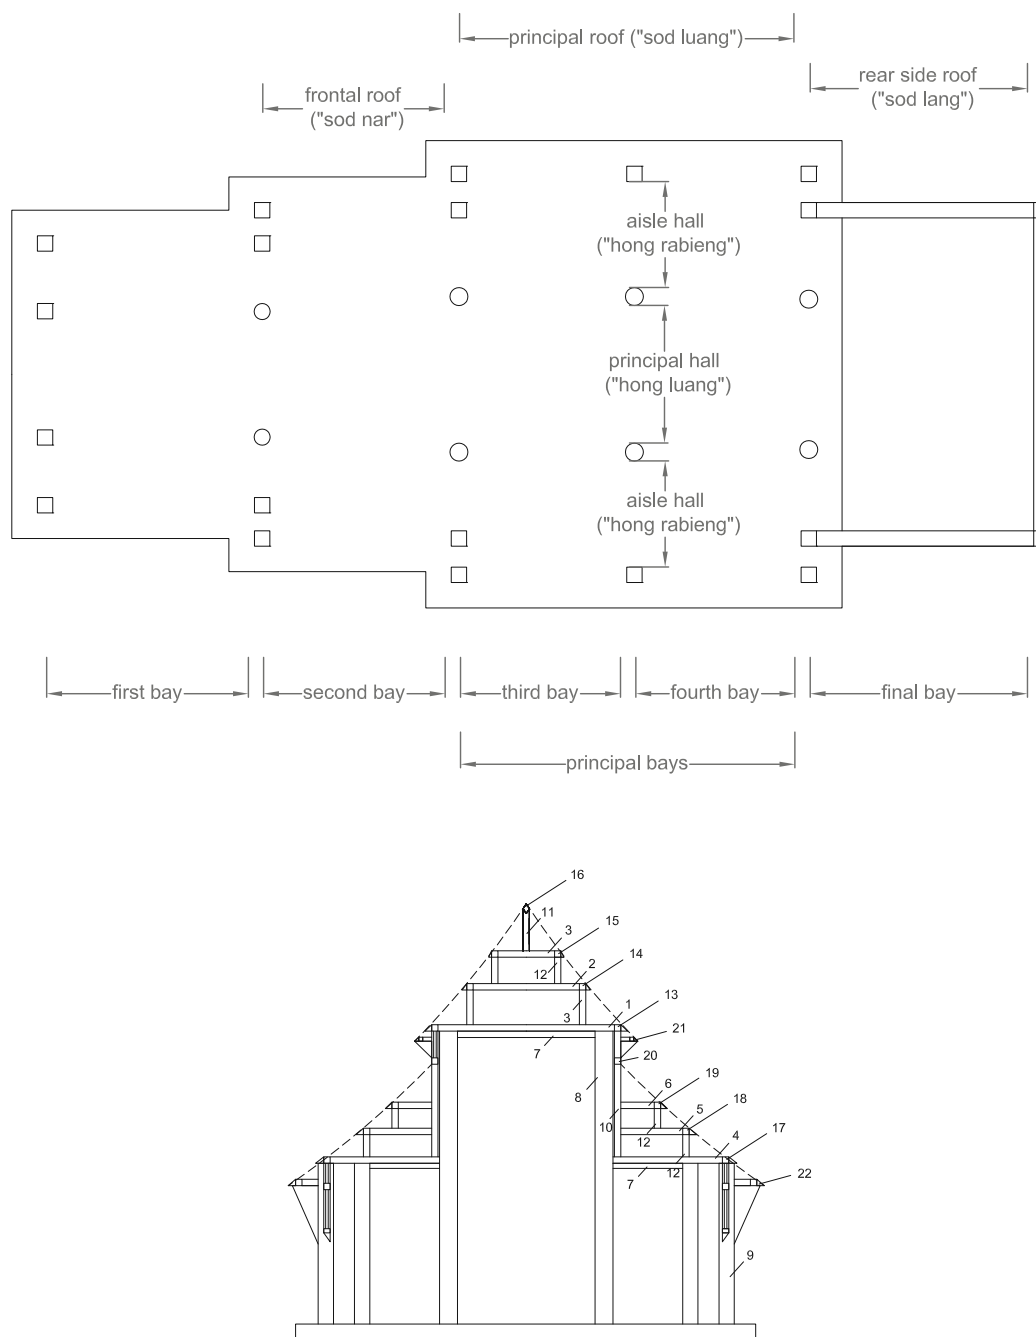 principal roof ("sod luang")
rear side roof
("sod lang")
frontal roof
("sod nar")
aisle hall
("hong rabieng")
principal hall
("hong luang")
aisle hall
("hong rabieng")
first bay second bay third bay fourth bay final bay
principal bays
16
11
3 15
12 2 14
3 1 13
7 21
20
8 6 19
10 5 18
12 4 17
7 12 22
9